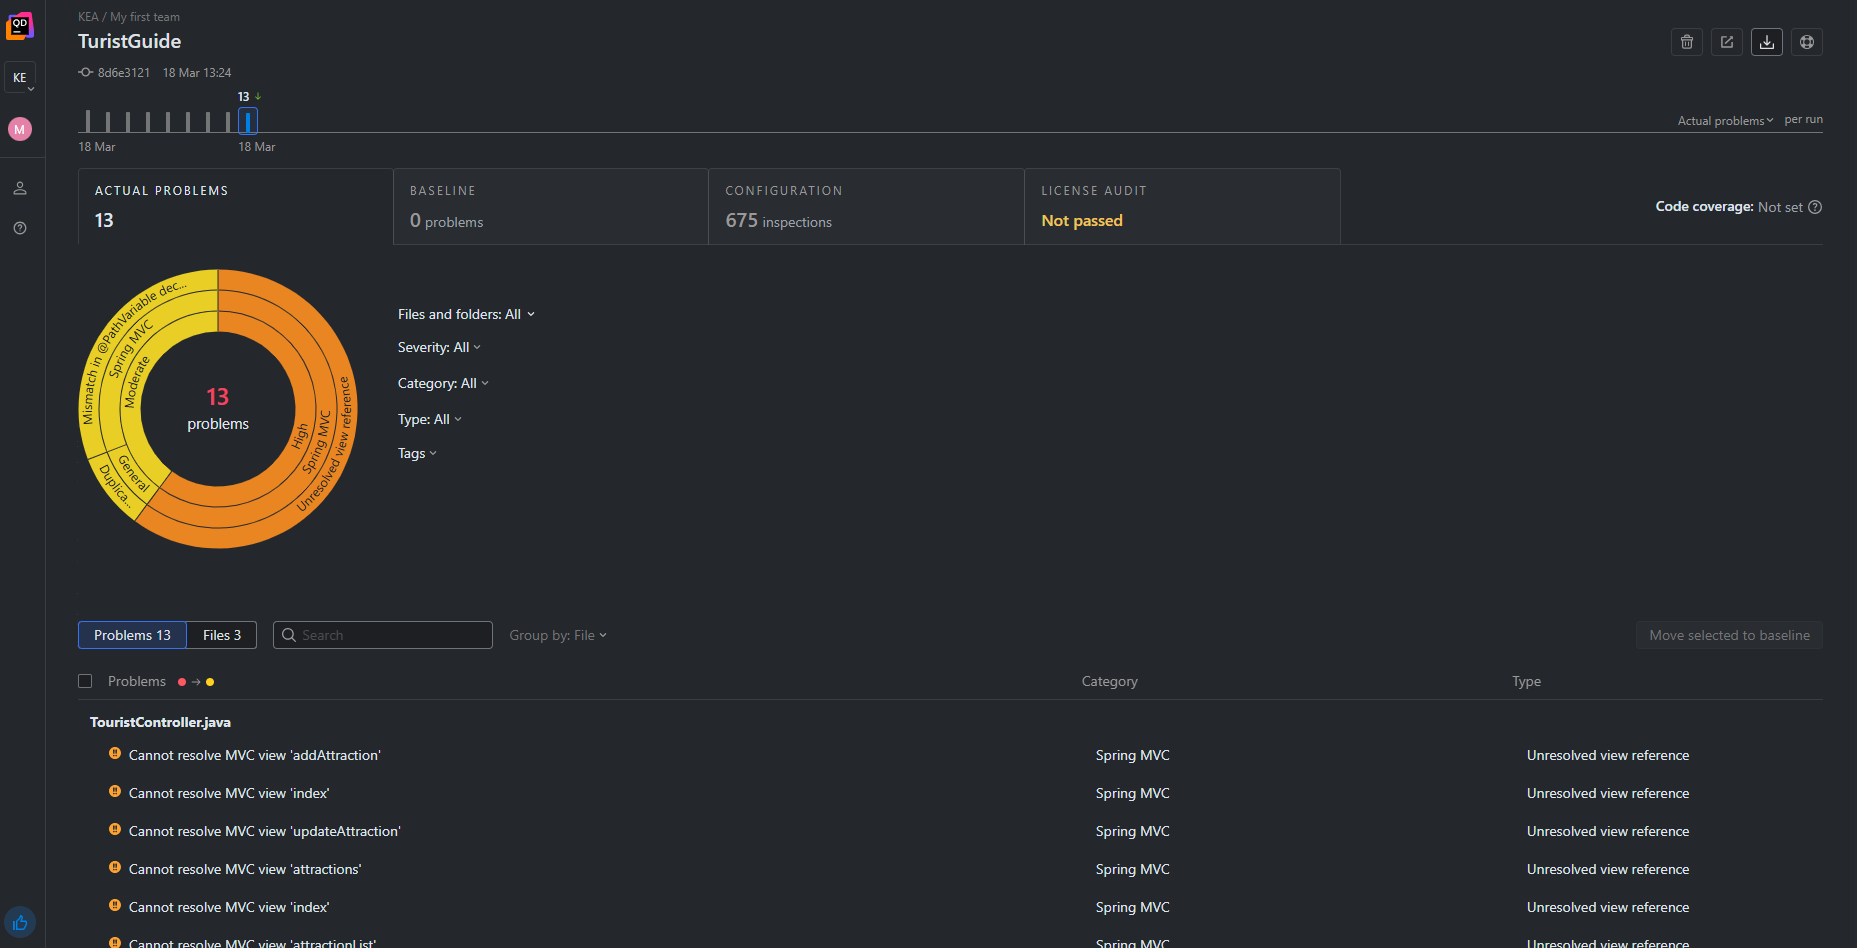 QD
KEA / My first team
TuristGuide
KE
8d6e3121 18 Mar 13:24
M
13
18 Mar
18 Mar
Actual problems per run
ACTUAL PROBLEMS
13
BASELINE
0 problems
CONFIGURATION
675 inspections
LICENSE AUDIT
Not passed
Code coverage: Not set
Mismatch in @PathVariable dec...
Spring MVC
Moderate
General
Duplica...
High
Spring MVC
Unresolved view reference
13
problems
Files and folders: All
Severity: All
Category: All
Type: All
Tags
Problems 13
Files 3
Search
Group by: File
Move selected to baseline
Problems Category Type
TouristController.java
Cannot resolve MVC view 'addAttraction' Spring MVC Unresolved view reference
Cannot resolve MVC view 'index' Spring MVC Unresolved view reference
Cannot resolve MVC view 'updateAttraction' Spring MVC Unresolved view reference
Cannot resolve MVC view 'attractions' Spring MVC Unresolved view reference
Cannot resolve MVC view 'index' Spring MVC Unresolved view reference
Cannot resolve MVC view 'attractionList' Spring MVC Unresolved view reference